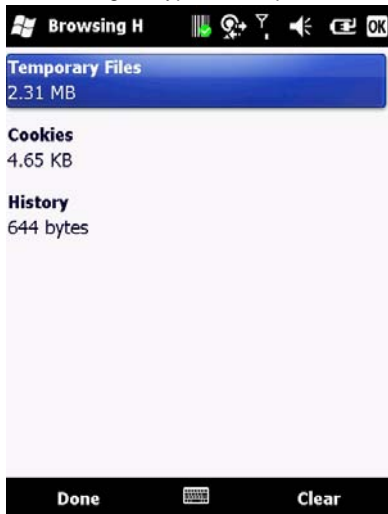 Browsing H
OK
Temporary Files
2.31 MB
Cookies
4.65 KB
History
644 bytes
Done
Clear